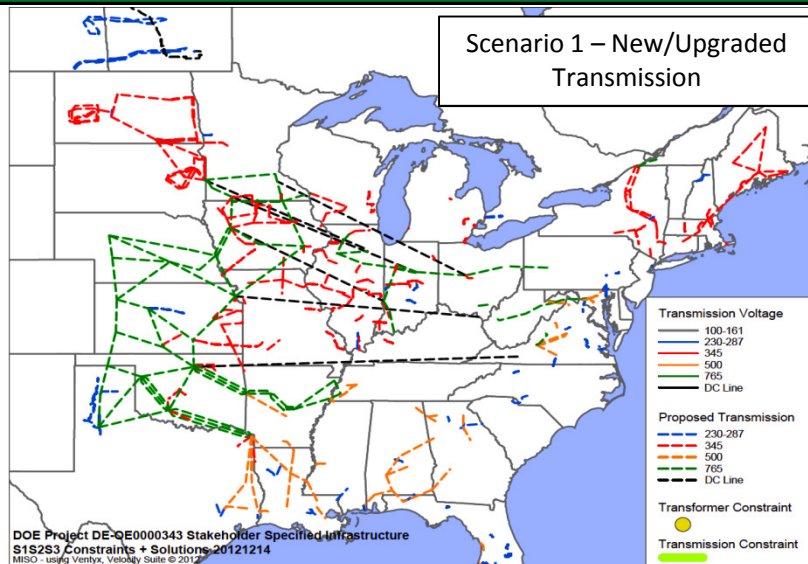 Scenario 1 – New/Upgraded
Transmission
Transmission Voltage
100-161
230-287
345
500
765
DC Line
Proposed Transmission
230-287
345
500
765
DC Line
Transformer Constraint
Transmission Constraint
DOE Project DE-OE0000343 Stakeholder Specified Infrastructure
S1S2S3 Constraints + Solutions 20121214
MISO - using Ventyx, Velocity Suite © 2012